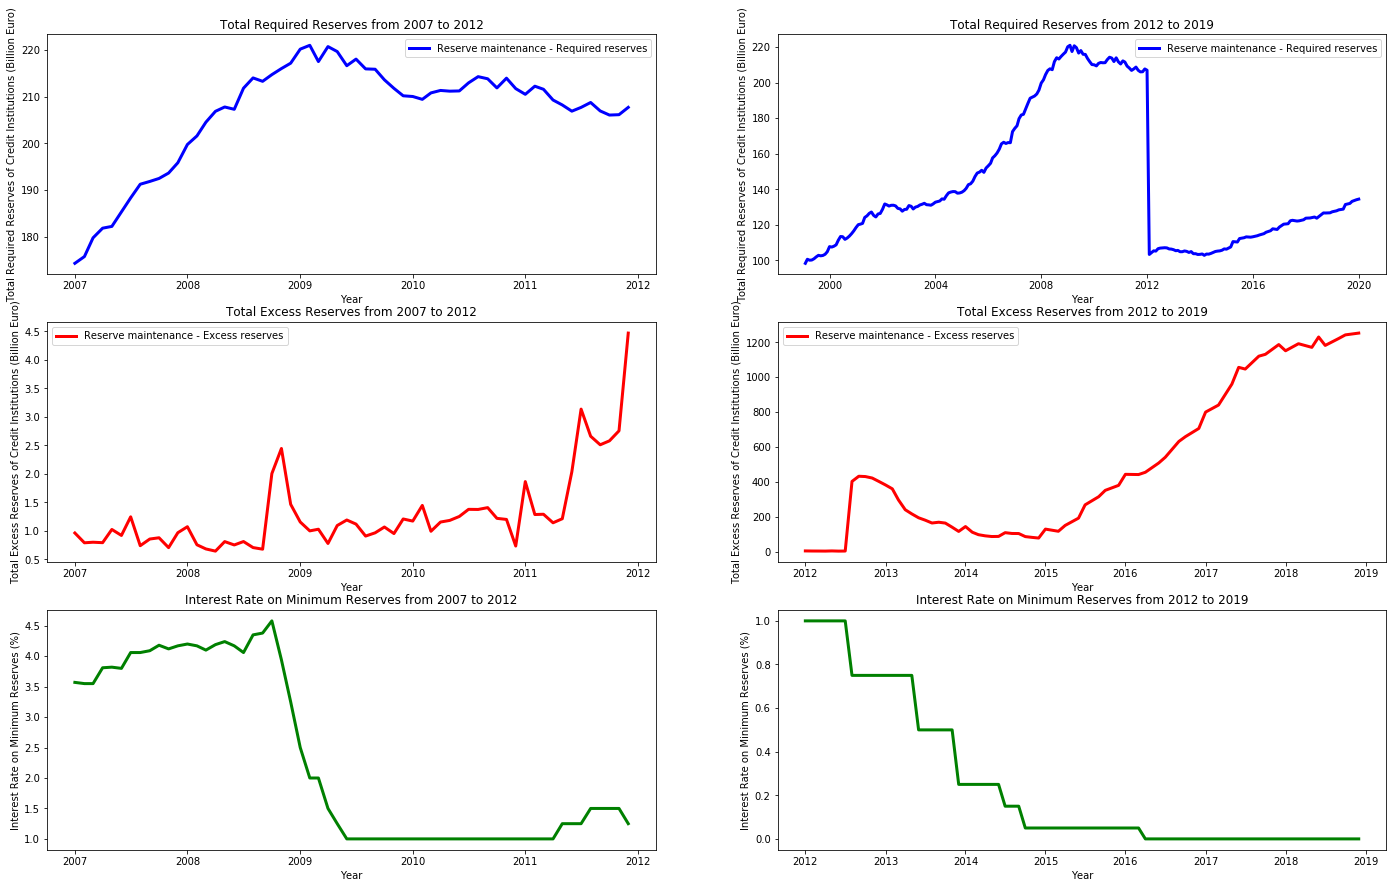 Total Required Reserves from 2007 to 2012
Reserve maintenance - Required reserves
Total Required Reserves of Credit Institutions (Billion Euro)
220
210
200
190
180
2007 2008 2009 2010 2011 2012
Year
Total Required Reserves from 2012 to 2019
Reserve maintenance - Required reserves
Total Required Reserves of Credit Institutions (Billion Euro)
220
200
180
160
140
120
100
2000 2004 2008 2012 2016 2020
Year
Total Excess Reserves from 2007 to 2012
Reserve maintenance - Excess reserves
Total Excess Reserves of Credit Institutions (Billion Euro)
4.5
4.0
3.5
3.0
2.5
2.0
1.5
1.0
0.5
2007 2008 2009 2010 2011 2012
Year
Total Excess Reserves from 2012 to 2019
Reserve maintenance - Excess reserves
Total Excess Reserves of Credit Institutions (Billion Euro)
1200
1000
800
600
400
200
0
2012 2013 2014 2015 2016 2017 2018 2019
Year
Interest Rate on Minimum Reserves from 2007 to 2012
Interest Rate on Minimum Reserves (%)
4.5
4.0
3.5
3.0
2.5
2.0
1.5
1.0
2007 2008 2009 2010 2011 2012
Year
Interest Rate on Minimum Reserves from 2012 to 2019
Interest Rate on Minimum Reserves (%)
1.0
0.8
0.6
0.4
0.2
0.0
2012 2013 2014 2015 2016 2017 2018 2019
Year